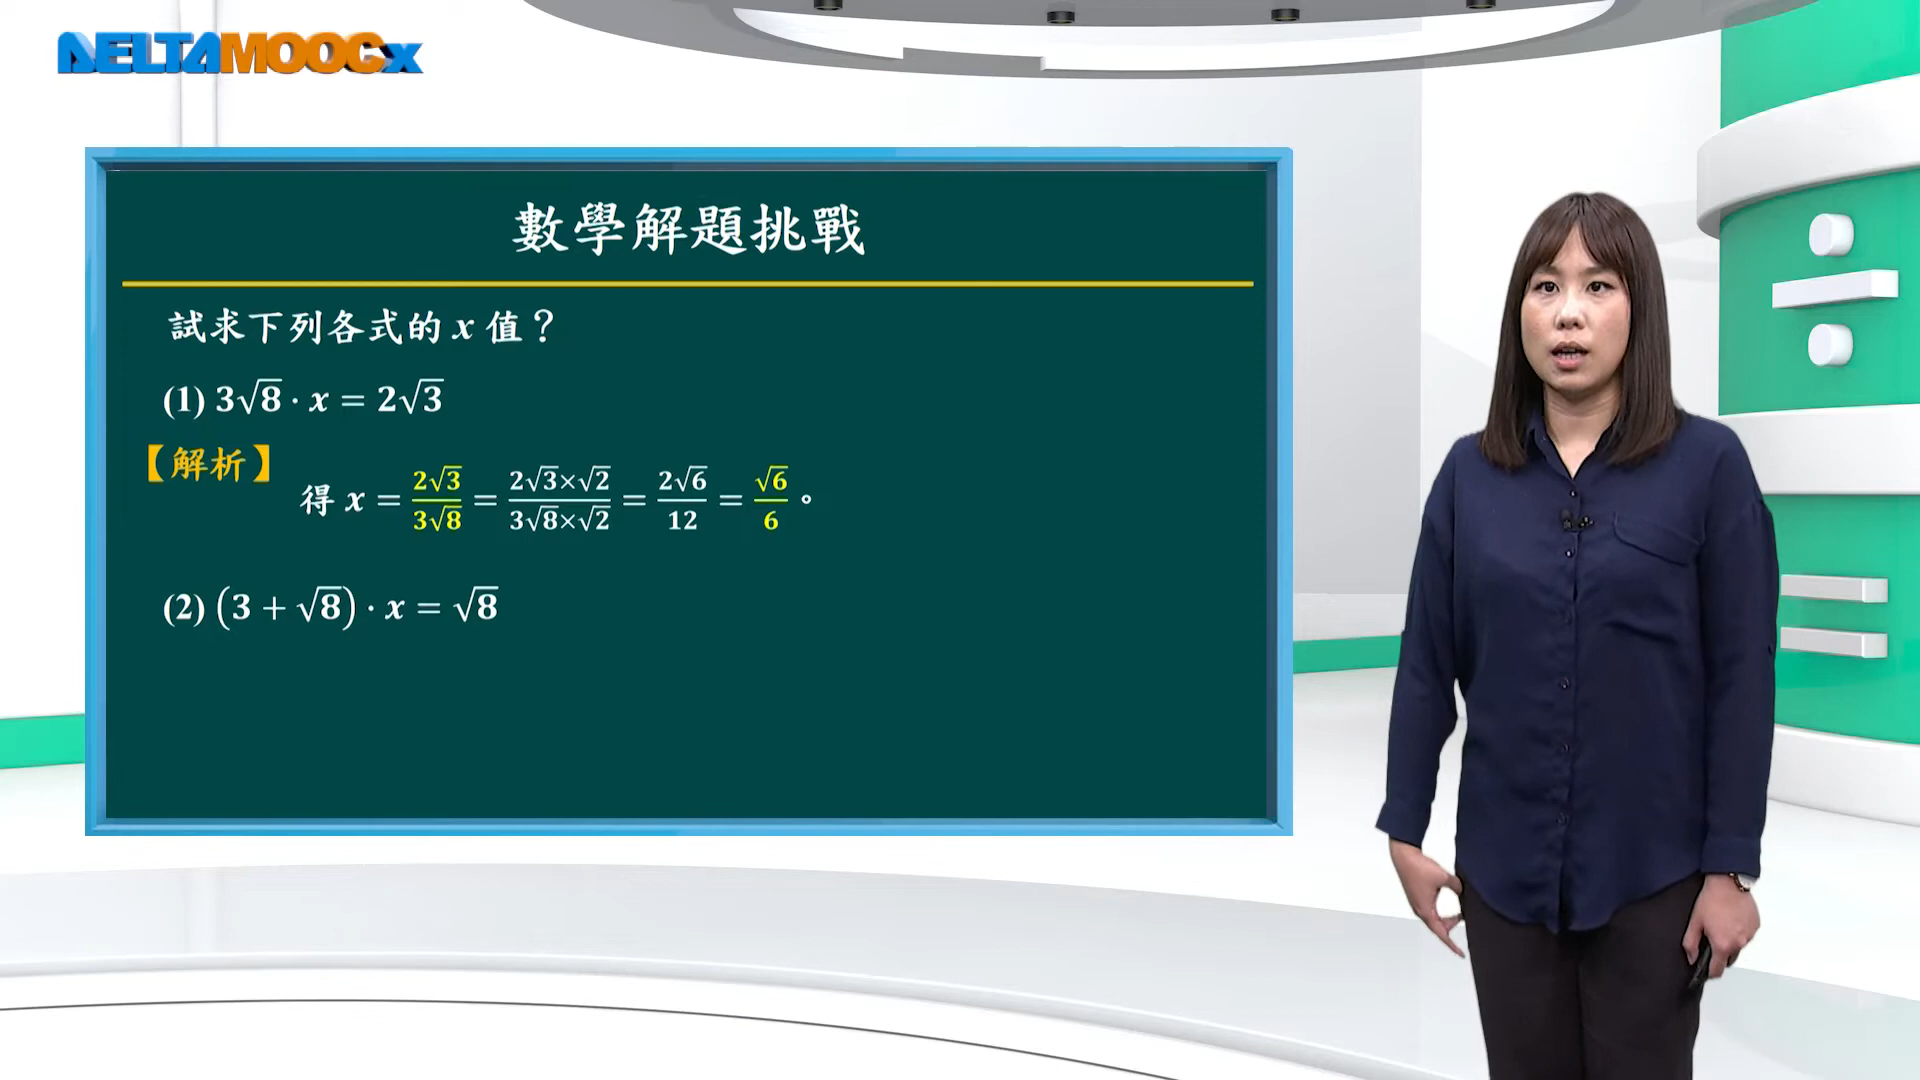 DELTAMOOCx
數學解題挑戰
試求下列各式的 x 值？
(1) 3√8 · x = 2√3
【解析】
得 x = 2√3/3√8 = 2√3×√2/3√8×√2 = 2√6/12 = √6/6。
(2) (3 + √8) · x = √8